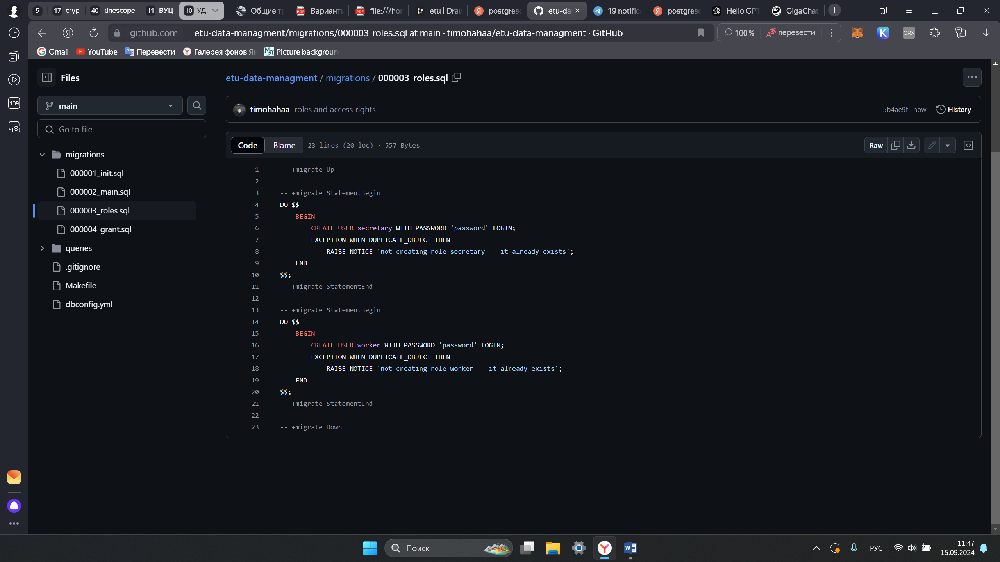 5 17 cryp 40 kinescope 11 ВУЦ 10 УД Общие тр PDF Варианты PDF file:///hor etu | Draw Я postgresc etu-dat 19 notifica Я postgresc Hello GPT GigaChat
Я github.com etu-data-managment/migrations/000003_roles.sql at main · timohahaa/etu-data-managment · GitHub 100 % перевести K CRX
Gmail YouTube Перевести Галерея фонов Ян Picture backgroun
139
Files
main
Go to file
migrations
000001_init.sql
000002_main.sql
000003_roles.sql
000004_grant.sql
queries
.gitignore
Makefile
dbconfig.yml
etu-data-managment / migrations / 000003_roles.sql
timohahaa roles and access rights 5b4ae9f · now History
Code Blame 23 lines (20 loc) · 557 Bytes Raw
1 -- +migrate Up
2
3 -- +migrate StatementBegin
4 DO $$
5 BEGIN
6 CREATE USER secretary WITH PASSWORD 'password' LOGIN;
7 EXCEPTION WHEN DUPLICATE_OBJECT THEN
8 RAISE NOTICE 'not creating role secretary -- it already exists';
9 END
10 $$;
11 -- +migrate StatementEnd
12
13 -- +migrate StatementBegin
14 DO $$
15 BEGIN
16 CREATE USER worker WITH PASSWORD 'password' LOGIN;
17 EXCEPTION WHEN DUPLICATE_OBJECT THEN
18 RAISE NOTICE 'not creating role worker -- it already exists';
19 END
20 $$;
21 -- +migrate StatementEnd
22
23 -- +migrate Down
Поиск
РУС
11:47
15.09.2024